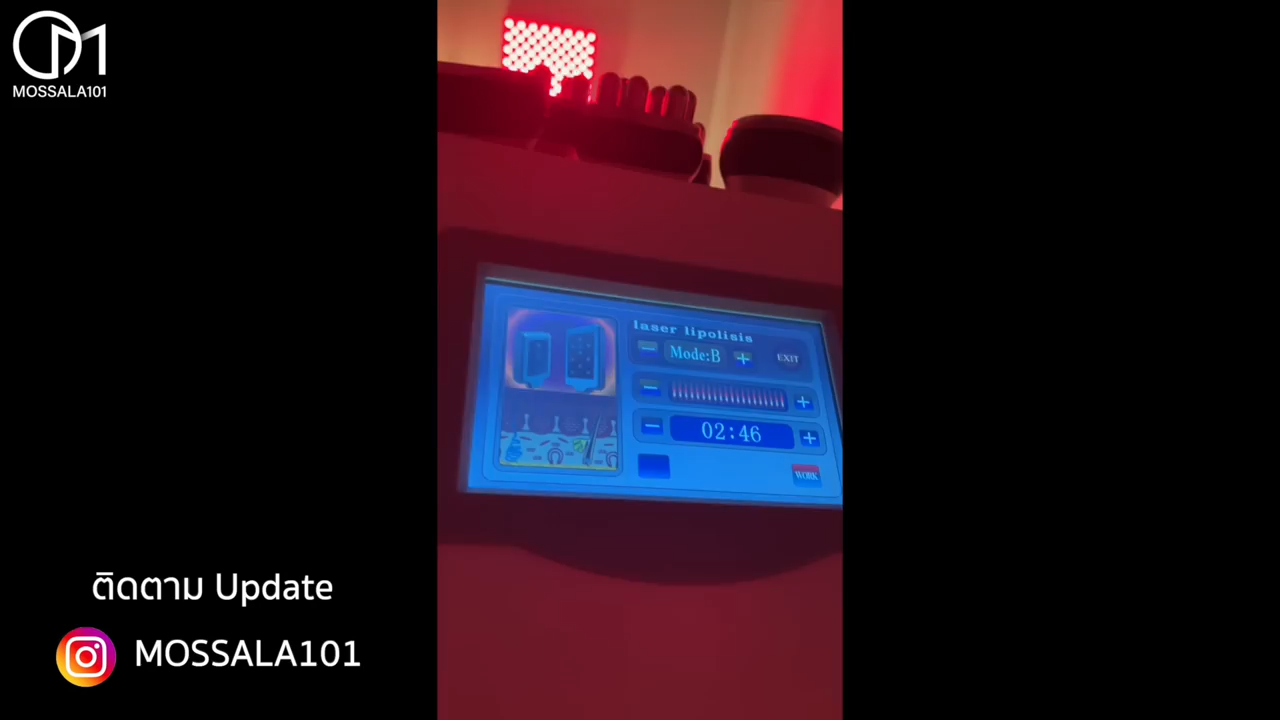 MOSSALA101
laser lipolisis
Mode:B
EXIT
02:46
WORK
ติดตาม Update
MOSSALA101